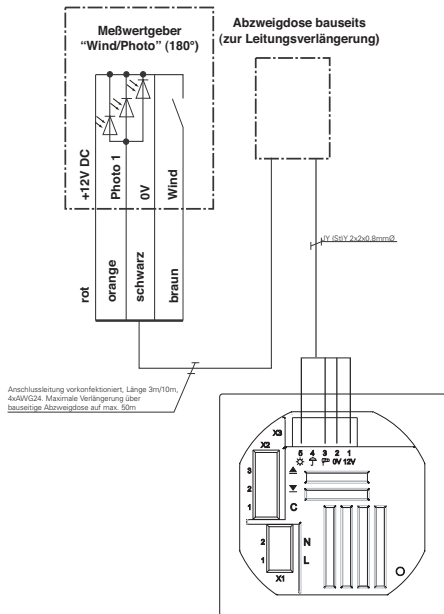 Meßwertgeber
“Wind/Photo” (180°)
Abzweigdose bauseits
(zur Leitungsverlängerung)
+12V DC
Photo 1
0V
Wind
rot
orange
schwarz
braun
JY (St)Y 2x2x0.8mmØ
Anschlussleitung vorkonfektioniert, Länge 3m/10m,
4xAWG24. Maximale Verlängerung über
bauseitige Abzweigdose auf max. 50m
X3
X2
5 4 3 2 1
0V 12V
3
2
1 C
2 N
1 L
X1